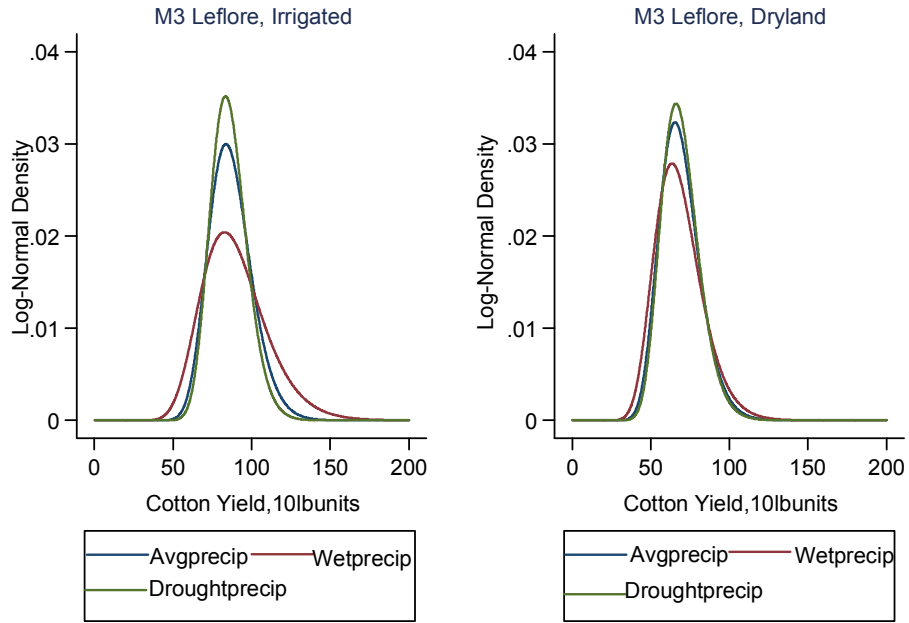 M3 Leflore, Irrigated
.04
.03
.02
.01
0
Log-Normal Density
0 50 100 150 200
Cotton Yield,10lbunits
Avgprecip Wetprecip
Droughtprecip
M3 Leflore, Dryland
.04
.03
.02
.01
0
Log-Normal Density
0 50 100 150 200
Cotton Yield,10lbunits
Avgprecip Wetprecip
Droughtprecip